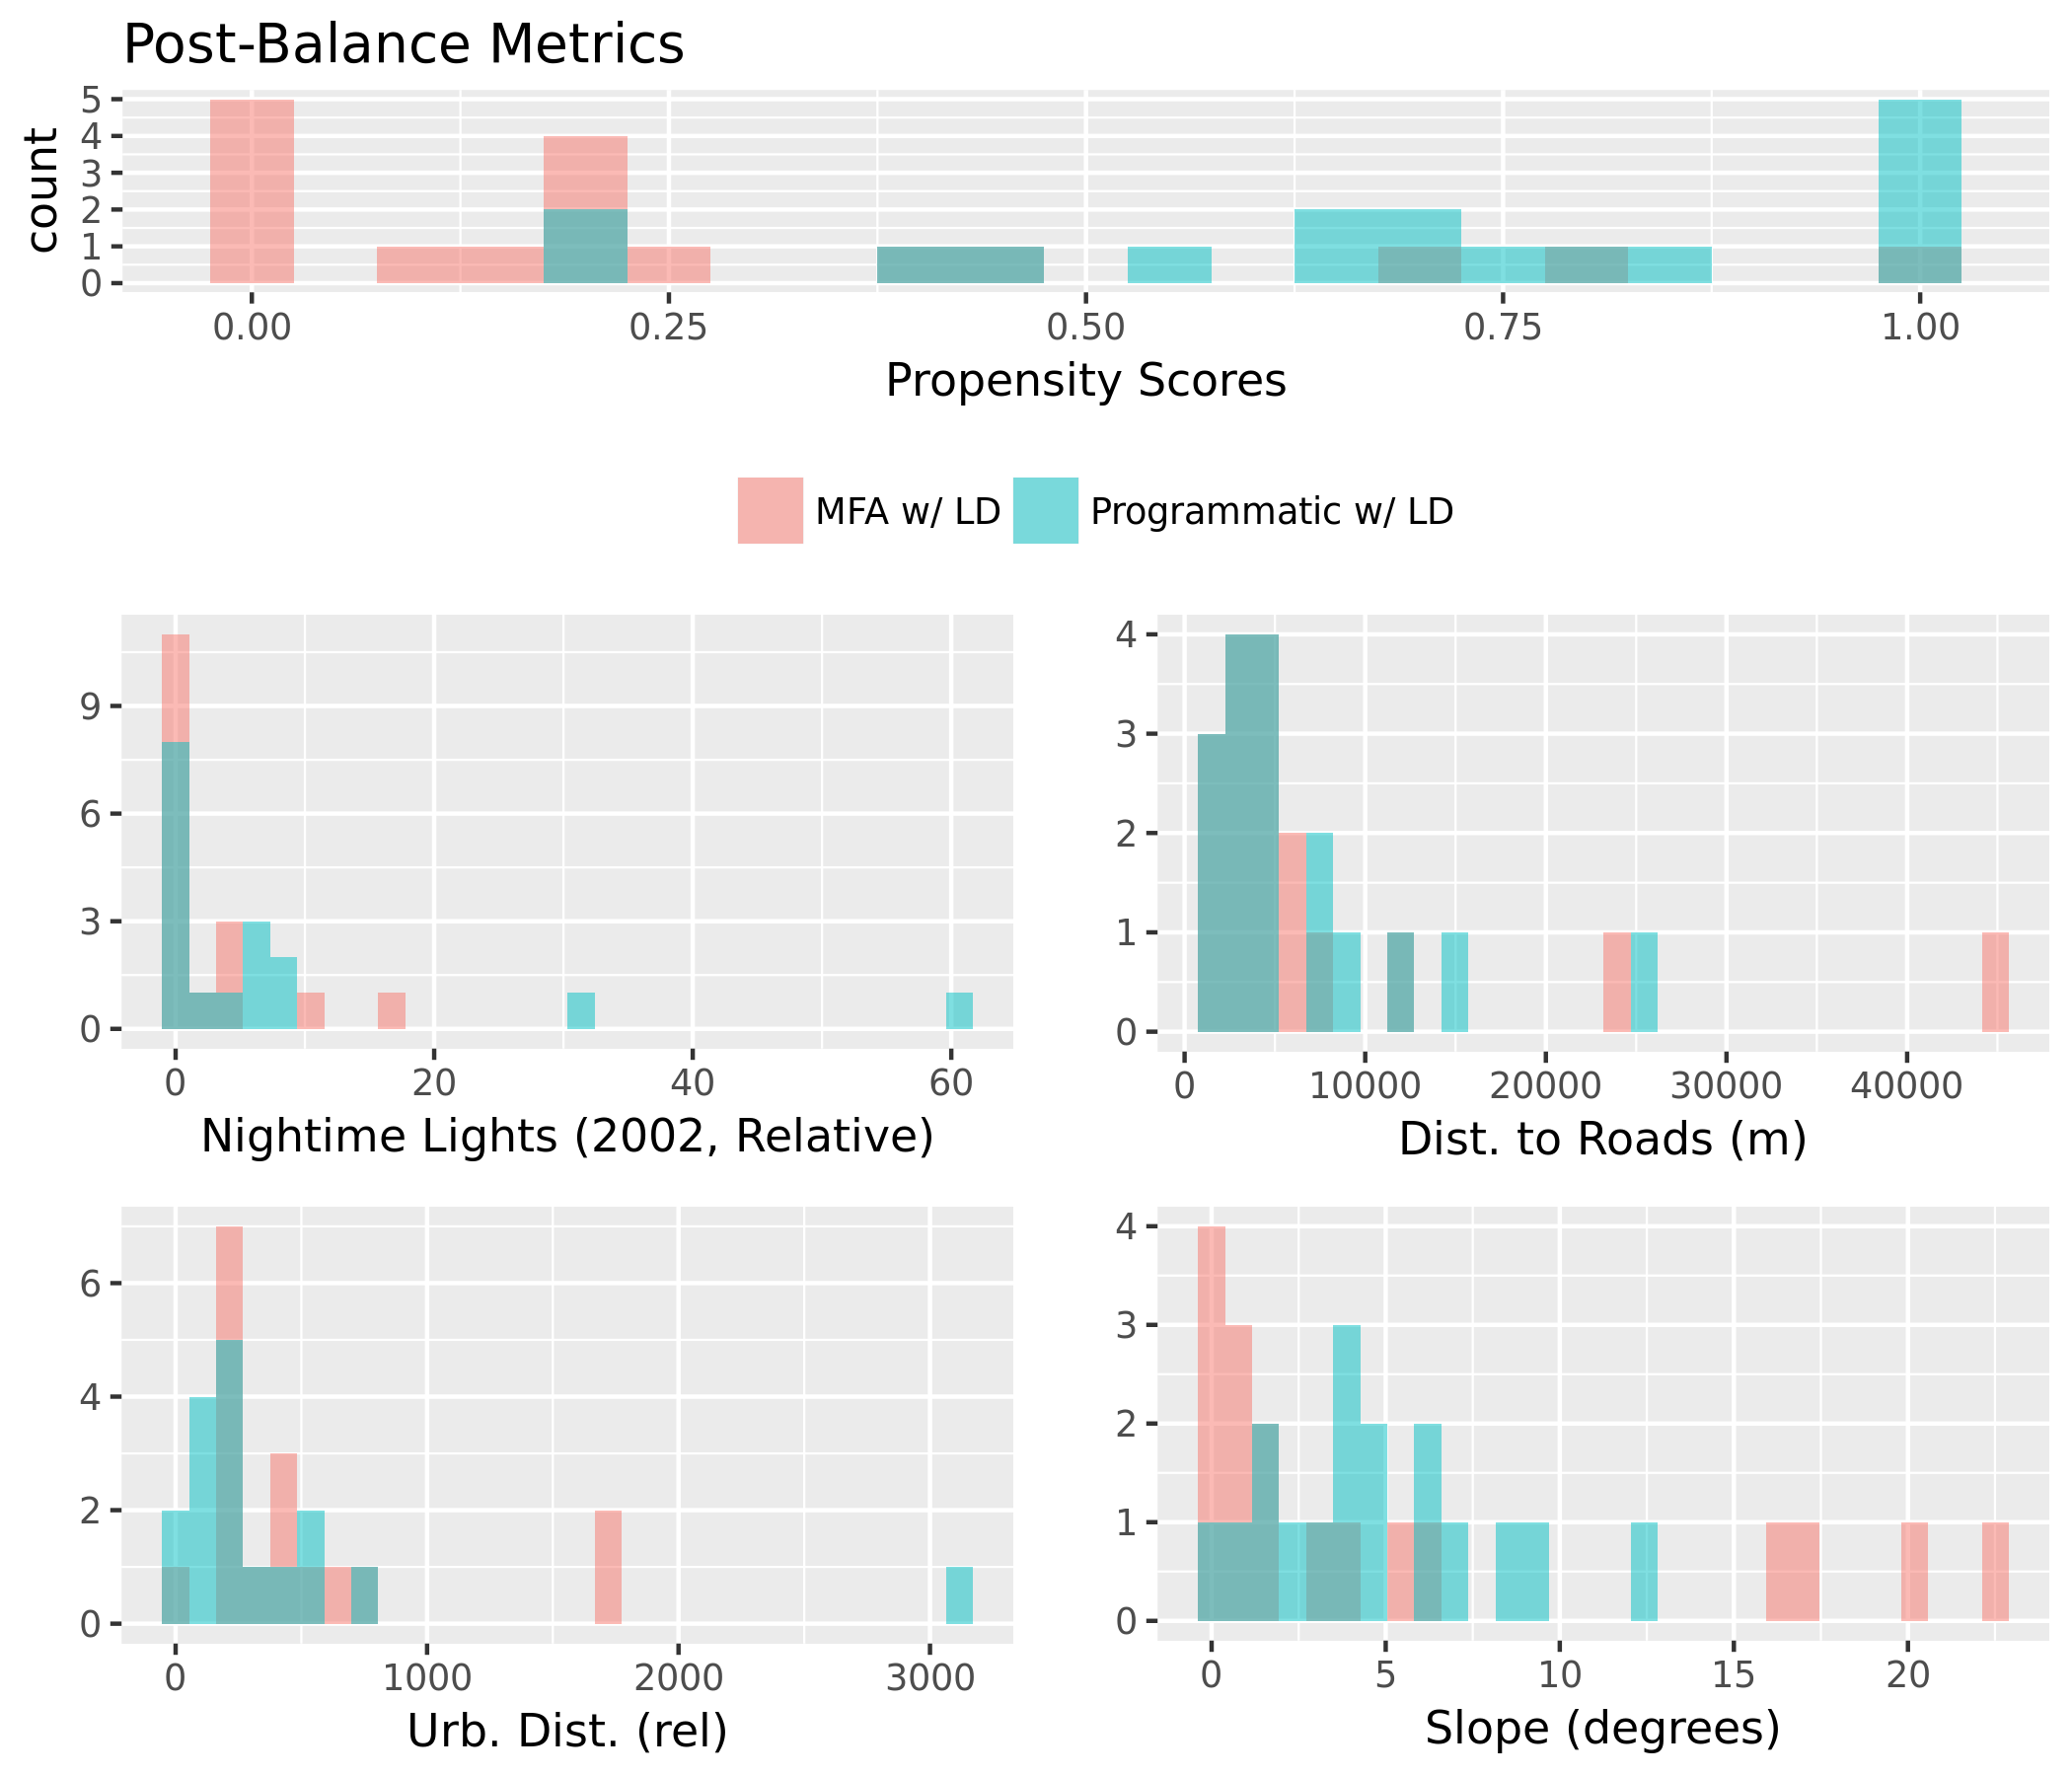 Post-Balance Metrics
count
5
4
3
2
1
0
0.00 0.25 0.50 0.75 1.00
Propensity Scores
MFA w/ LD Programmatic w/ LD
9
6
3
0
0 20 40 60
Nightime Lights (2002, Relative)
4
3
2
1
0
0 10000 20000 30000 40000
Dist. to Roads (m)
6
4
2
0
0 1000 2000 3000
Urb. Dist. (rel)
4
3
2
1
0
0 5 10 15 20
Slope (degrees)